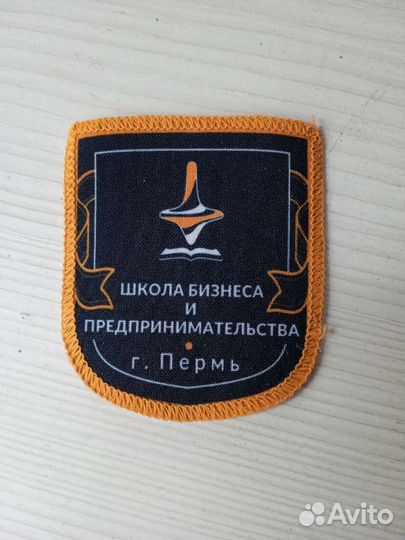 ШКОЛА БИЗНЕСА
И
ПРЕДПРИНИМАТЕЛЬСТВА
г. Пермь
Avito